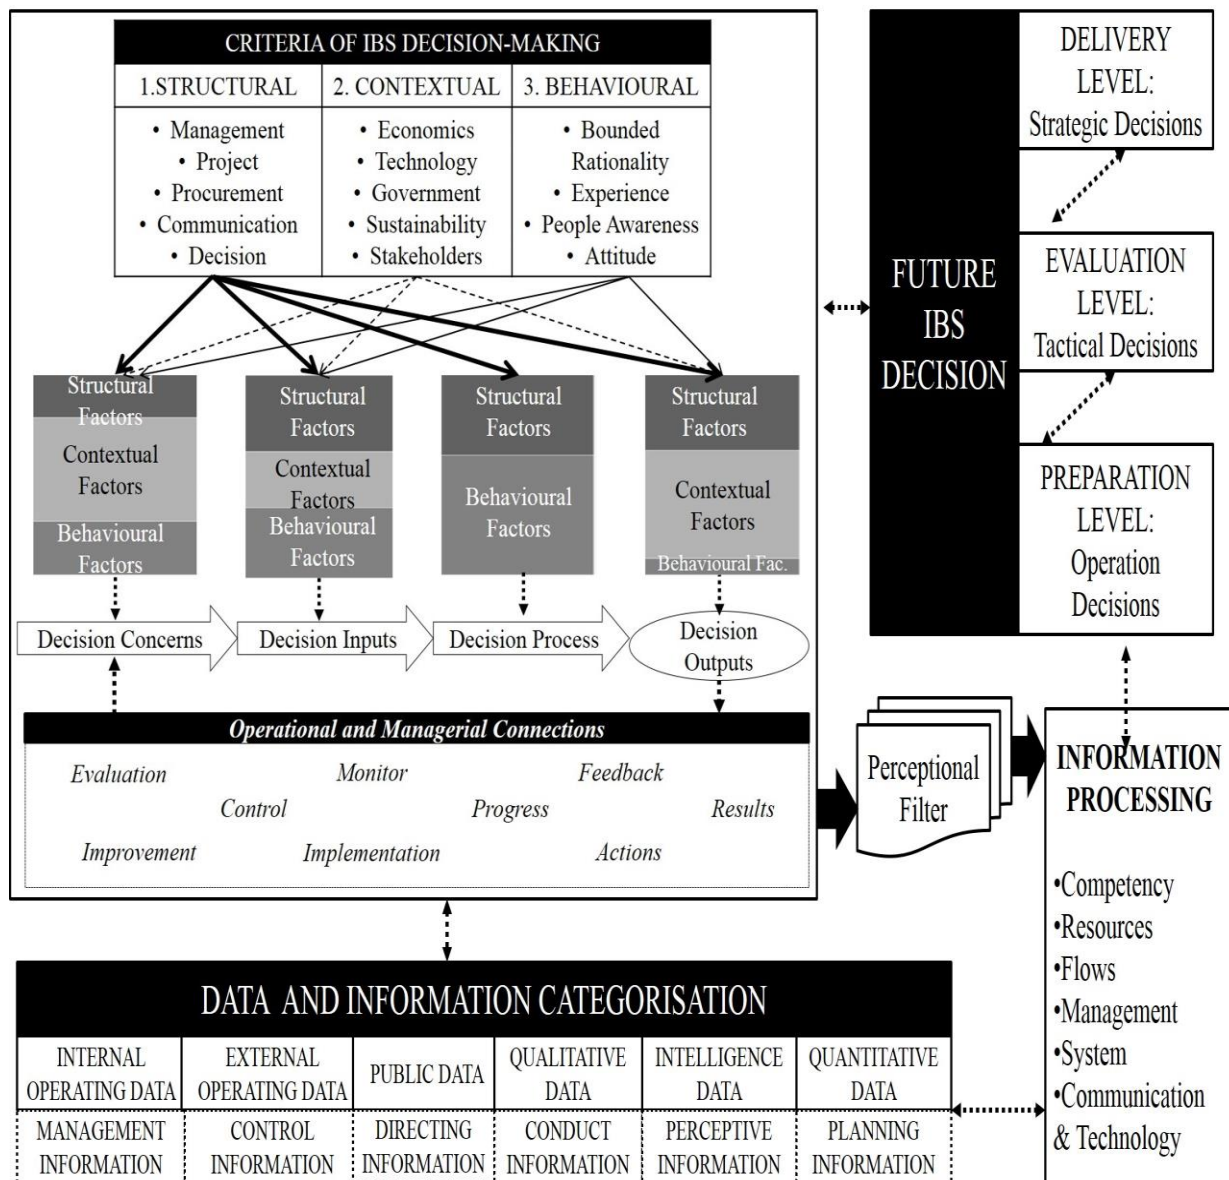 CRITERIA OF IBS DECISION-MAKING
1.STRUCTURAL
• Management
• Project
• Procurement
• Communication
• Decision
2. CONTEXTUAL
• Economics
• Technology
• Government
• Sustainability
• Stakeholders
3. BEHAVIOURAL
• Bounded
Rationality
• Experience
• People Awareness
• Attitude
Structural
Factors
Contextual
Factors
Behavioural
Factors
Structural
Factors
Contextual
Factors
Behavioural
Factors
Structural
Factors
Behavioural
Factors
Structural
Factors
Contextual
Factors
Behavioural Fac.
Decision Concerns
Decision Inputs
Decision Process
Decision
Outputs
Operational and Managerial Connections
Evaluation
Monitor
Feedback
Control
Progress
Results
Improvement
Implementation
Actions
FUTURE
IBS
DECISION
DELIVERY
LEVEL:
Strategic Decisions
EVALUATION
LEVEL:
Tactical Decisions
PREPARATION
LEVEL:
Operation
Decisions
Perceptional
Filter
INFORMATION
PROCESSING
•Competency
•Resources
•Flows
•Management
•System
•Communication
& Technology
DATA AND INFORMATION CATEGORISATION
INTERNAL
OPERATING DATA
EXTERNAL
OPERATING DATA
PUBLIC DATA
QUALITATIVE
DATA
INTELLIGENCE
DATA
QUANTITATIVE
DATA
MANAGEMENT
INFORMATION
CONTROL
INFORMATION
DIRECTING
INFORMATION
CONDUCT
INFORMATION
PERCEPTIVE
INFORMATION
PLANNING
INFORMATION